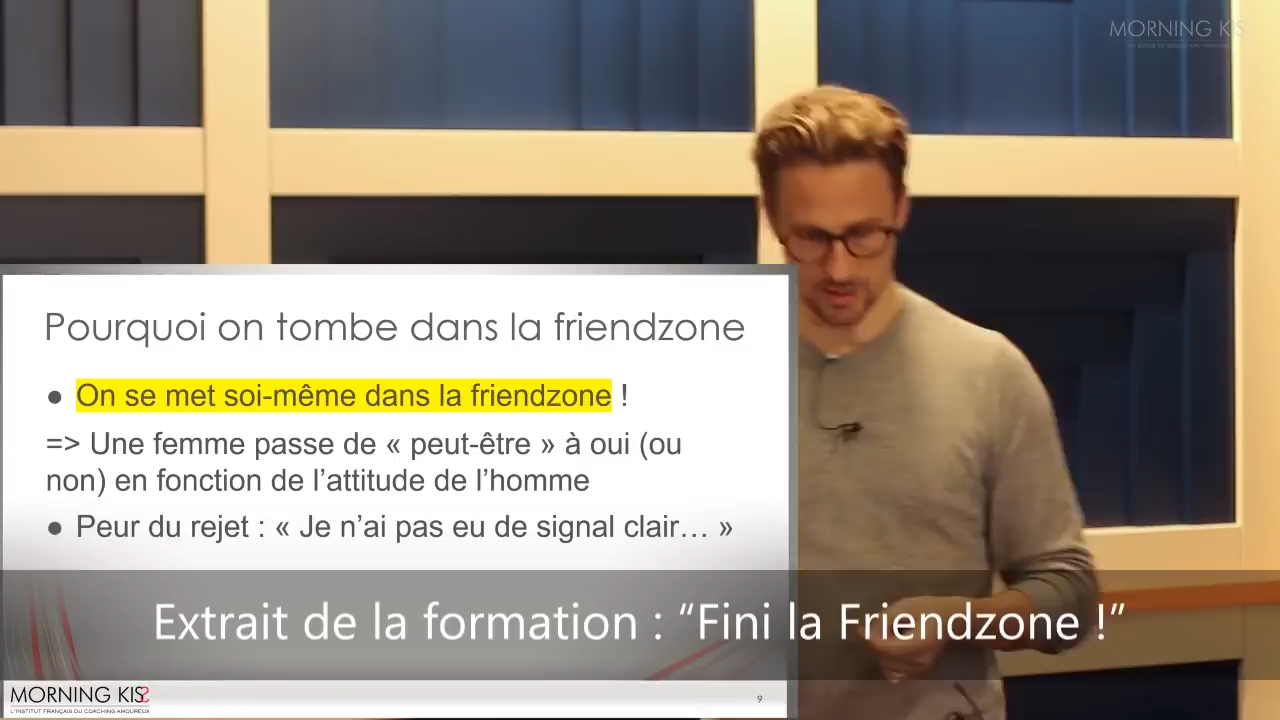 MORNING KIS
Pourquoi on tombe dans la friendzone
● On se met soi-même dans la friendzone !
=> Une femme passe de « peut-être » à oui (ou
non) en fonction de l’attitude de l’homme
● Peur du rejet : « Je n’ai pas eu de signal clair… »
Extrait de la formation : “Fini la Friendzone !”
MORNING KISS
L'INSTITUT FRANÇAIS DU COACHING AMOUREUX
9